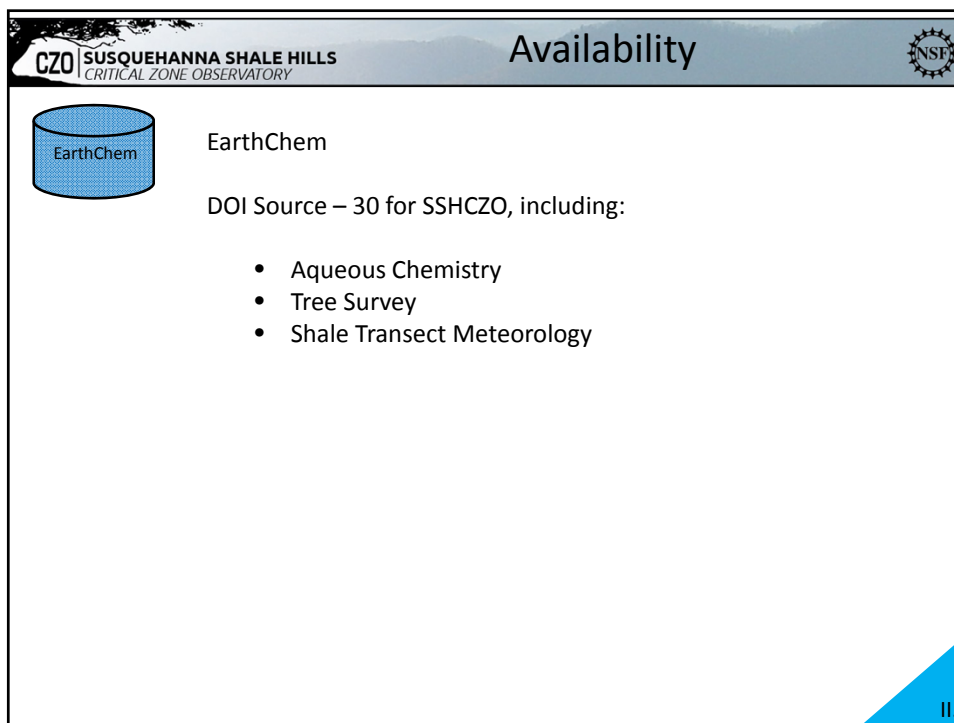 CZO SUSQUEHANNA SHALE HILLS
CRITICAL ZONE OBSERVATORY
Availability
NSF
EarthChem
EarthChem
DOI Source – 30 for SSHCZO, including:
• Aqueous Chemistry
• Tree Survey
• Shale Transect Meteorology
II